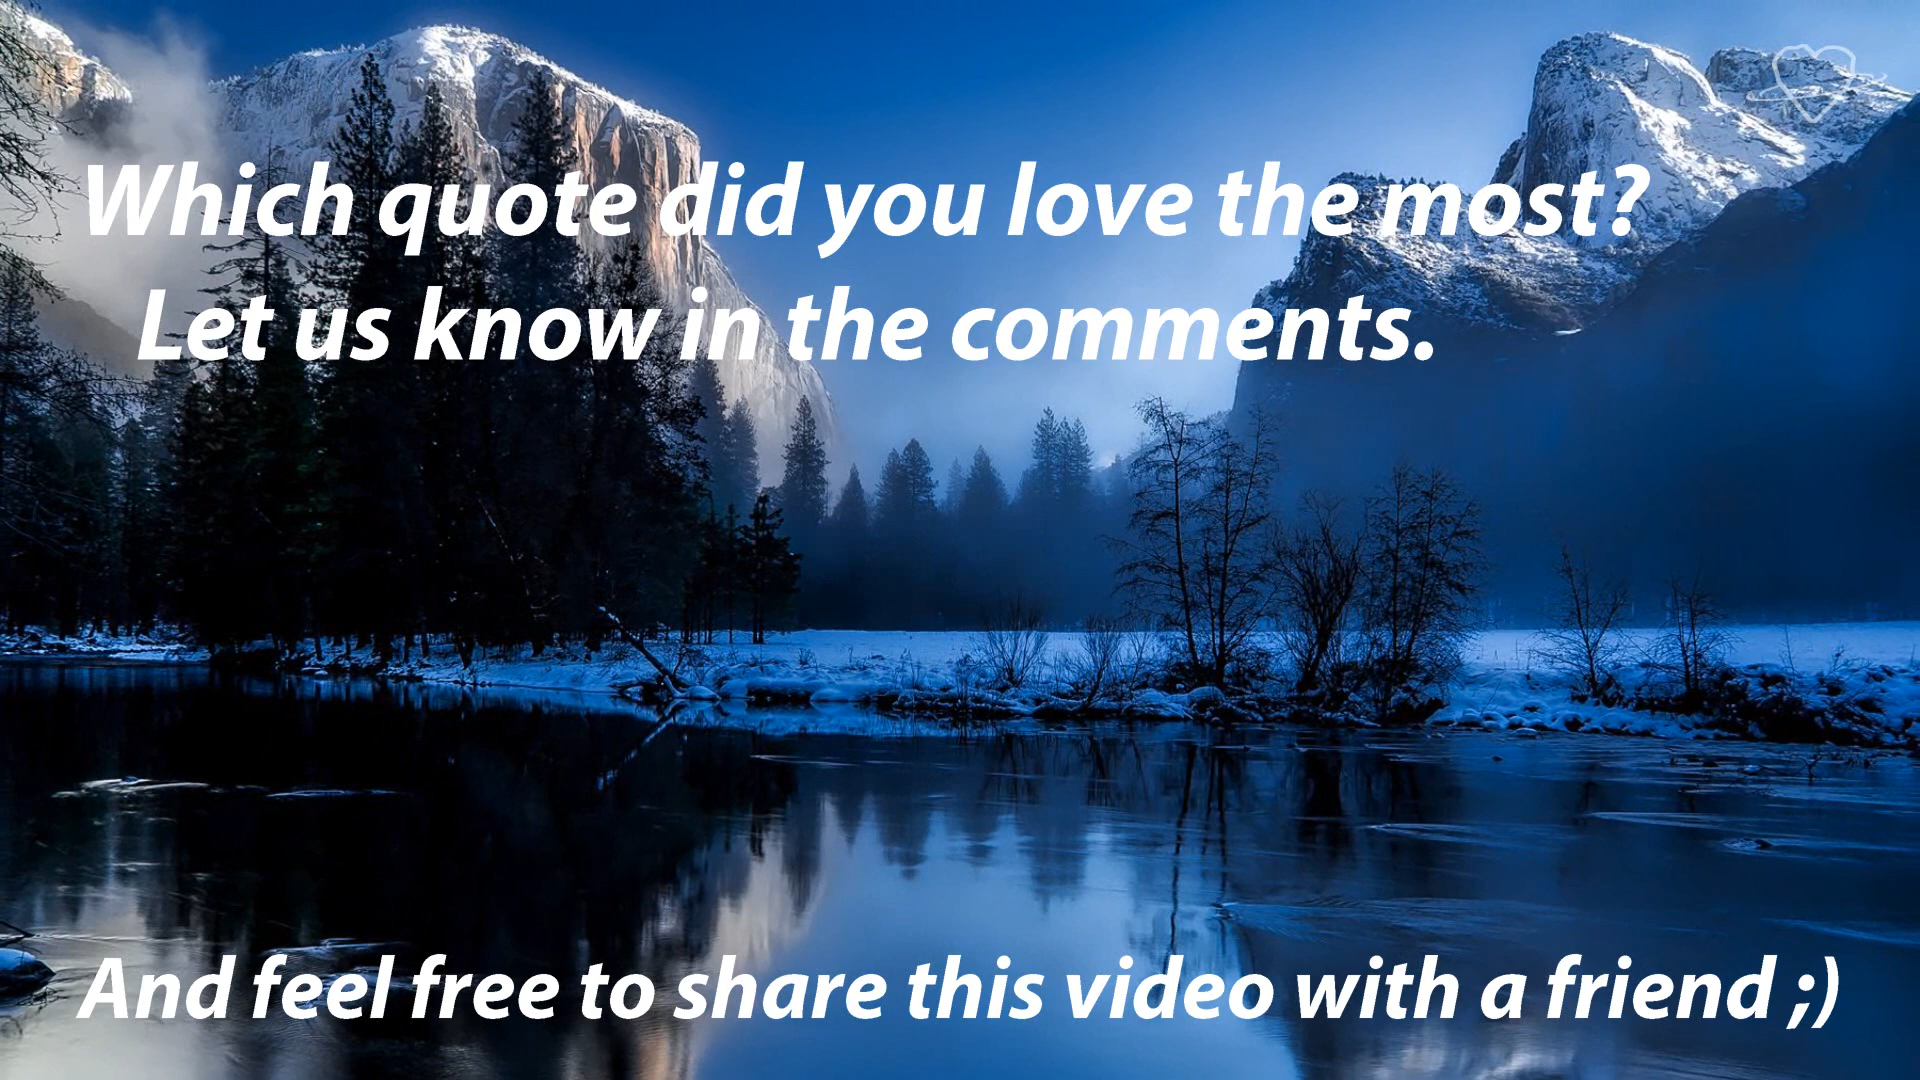 Which quote did you love the most?
Let us know in the comments.
And feel free to share this video with a friend ;)